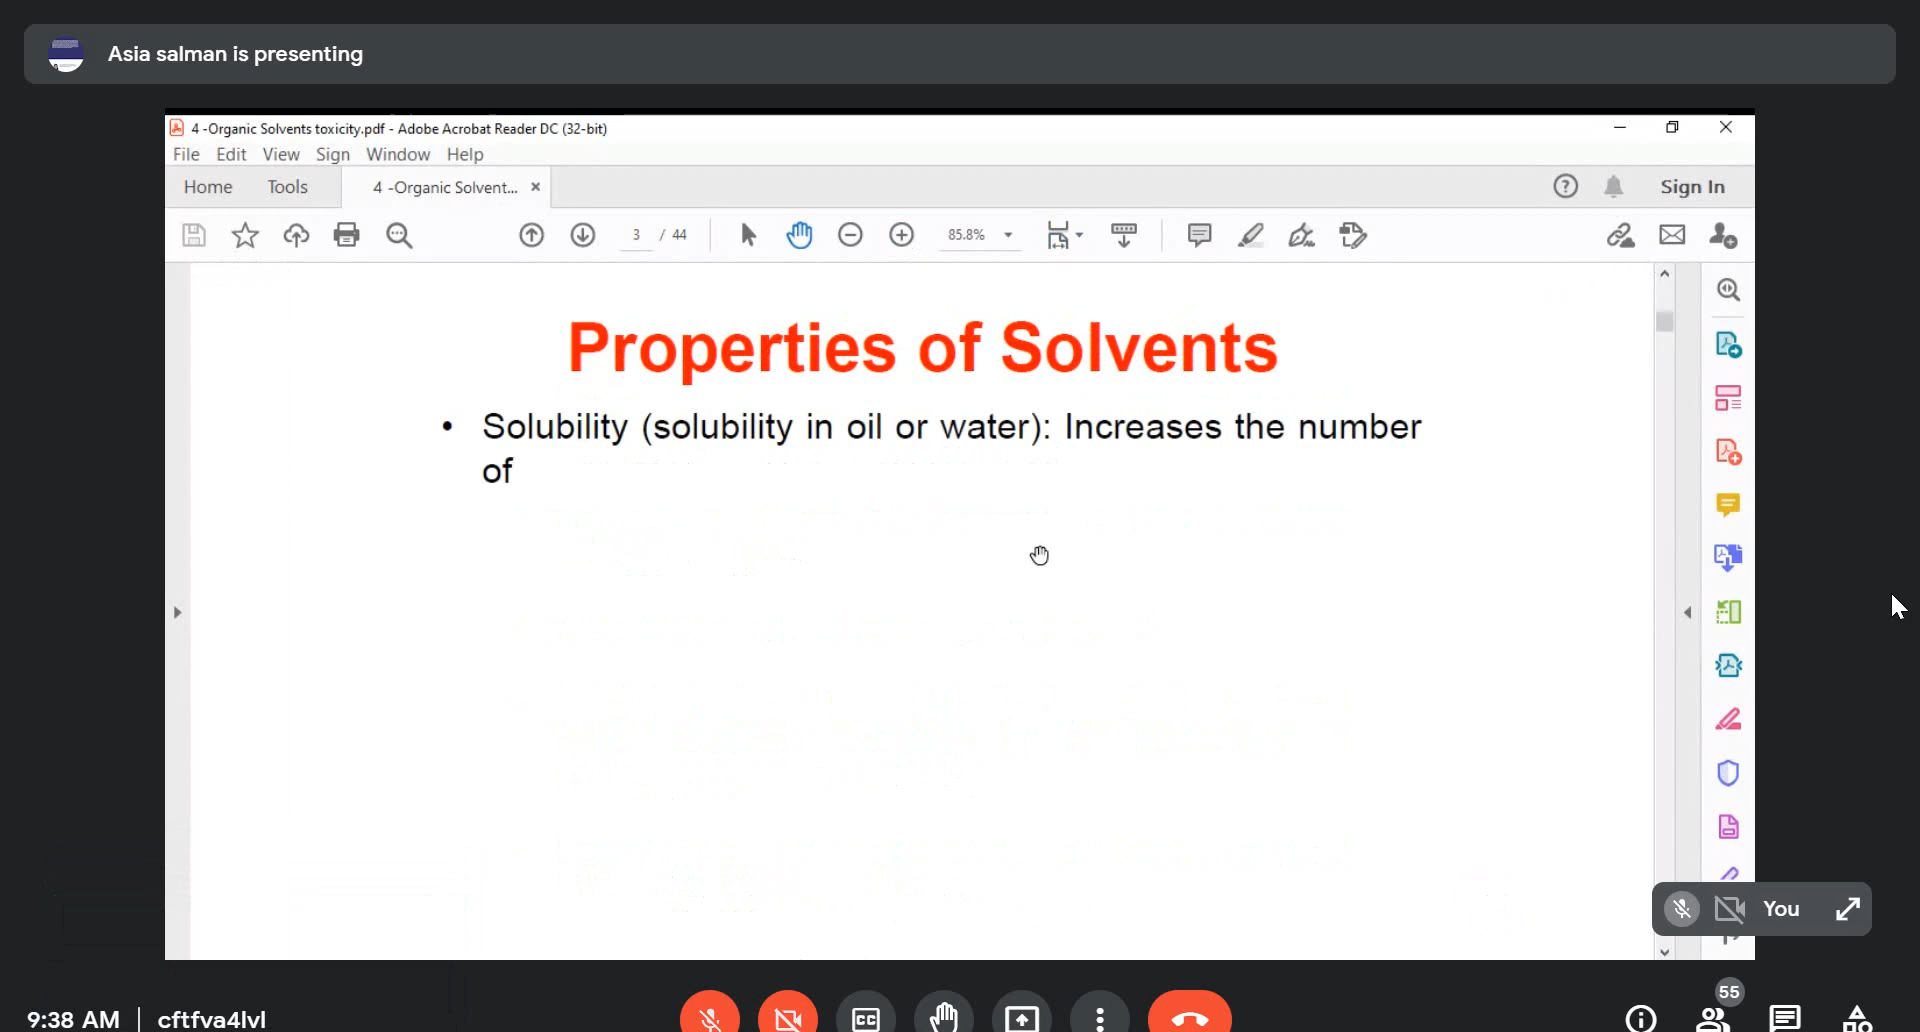 Asia salman is presenting
4 -Organic Solvents toxicity.pdf - Adobe Acrobat Reader DC (32-bit)
File Edit View Sign Window Help
Home Tools 4 -Organic Solvent... Sign In
3 / 44 85.8%
Properties of Solvents
• Solubility (solubility in oil or water): Increases the number
of
You
55
9:38 AM | cftfva4lvl
CC